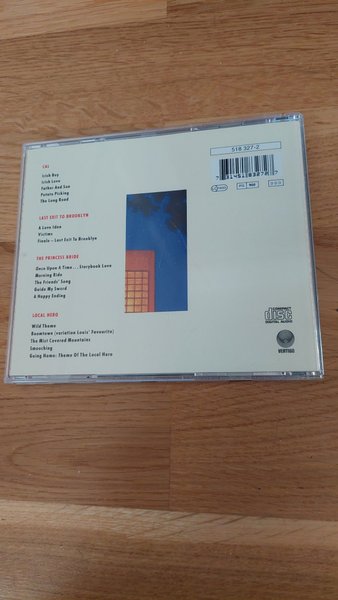 CAL
Irish Boy
Irish Love
Father And Son
Potato Picking
The Long Road
LAST EXIT TO BROOKLYN
A Love Idea
Victims
Finale – Last Exit To Brooklyn
THE PRINCESS BRIDE
Once Upon A Time . . . Storybook Love
Morning Ride
The Friends' Song
Guide My Sword
A Happy Ending
LOCAL HERO
Wild Theme
Boomtown (variation Louis' Favourite)
The Mist Covered Mountains
Smooching
Going Home: Theme Of The Local Hero
518 327-2
COMPACT
disc
DIGITAL AUDIO
VERTIGO